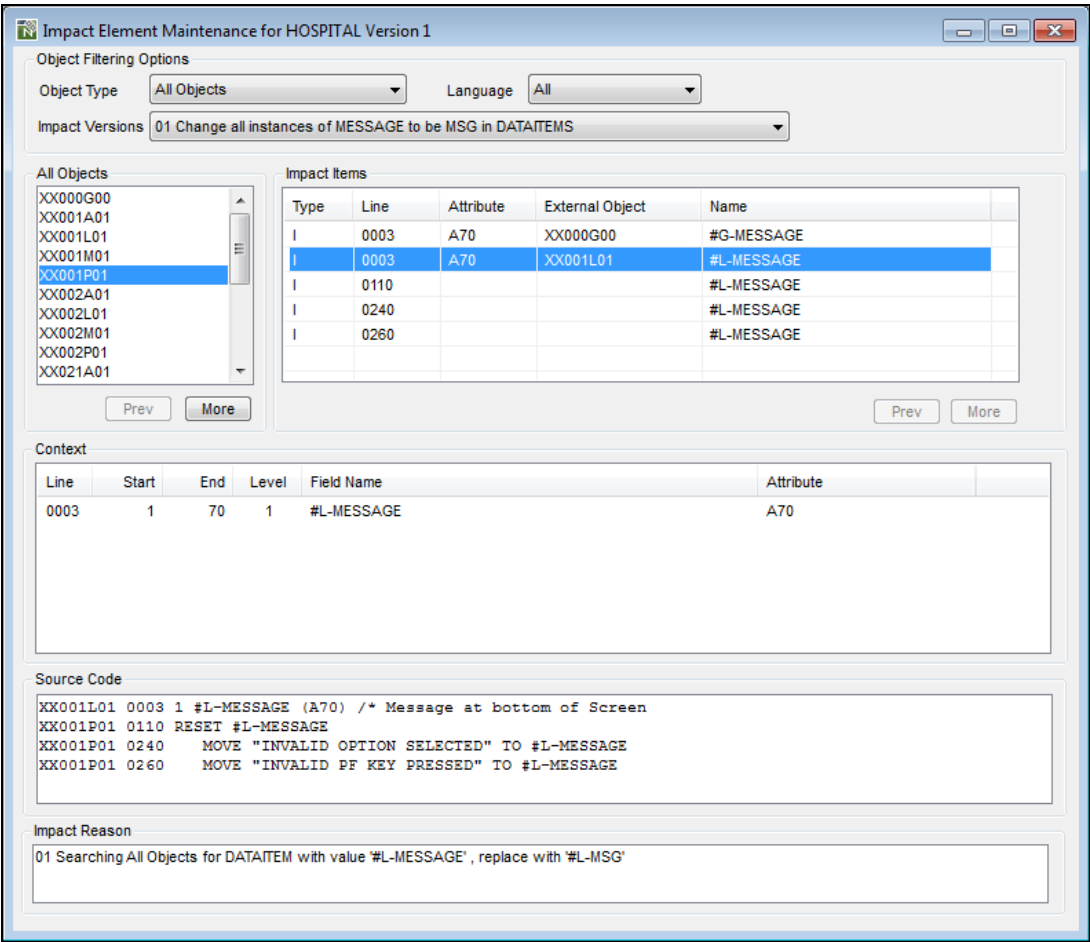 Impact Element Maintenance for HOSPITAL Version 1
Object Filtering Options
Object Type All Objects Language All
Impact Versions 01 Change all instances of MESSAGE to be MSG in DATAITEMS
All Objects
XX000G00
XX001A01
XX001L01
XX001M01
XX001P01
XX002A01
XX002L01
XX002M01
XX002P01
XX021A01
Prev More
Impact Items
Type Line Attribute External Object Name
I 0003 A70 XX000G00 #G-MESSAGE
I 0003 A70 XX001L01 #L-MESSAGE
I 0110 #L-MESSAGE
I 0240 #L-MESSAGE
I 0260 #L-MESSAGE
Prev More
Context
Line Start End Level Field Name Attribute
0003 1 70 1 #L-MESSAGE A70
Source Code
XX001L01 0003 1 #L-MESSAGE (A70) /* Message at bottom of Screen
XX001P01 0110 RESET #L-MESSAGE
XX001P01 0240 MOVE "INVALID OPTION SELECTED" TO #L-MESSAGE
XX001P01 0260 MOVE "INVALID PF KEY PRESSED" TO #L-MESSAGE
Impact Reason
01 Searching All Objects for DATAITEM with value '#L-MESSAGE' , replace with '#L-MSG'